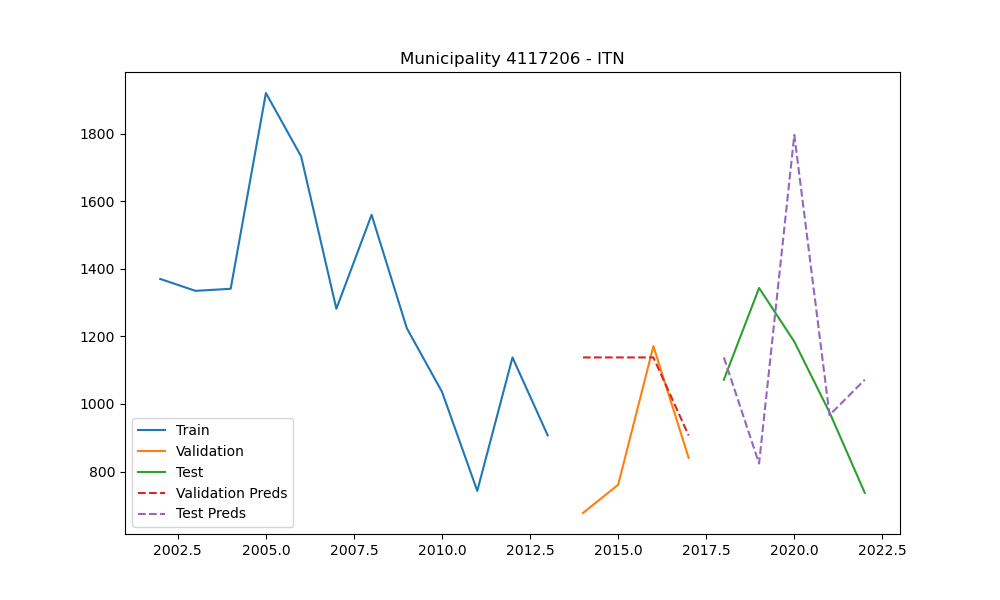 Municipality 4117206 - ITN
1800
1600
1400
1200
1000
800
Train
Validation
Test
Validation Preds
Test Preds
2002.5 2005.0 2007.5 2010.0 2012.5 2015.0 2017.5 2020.0 2022.5